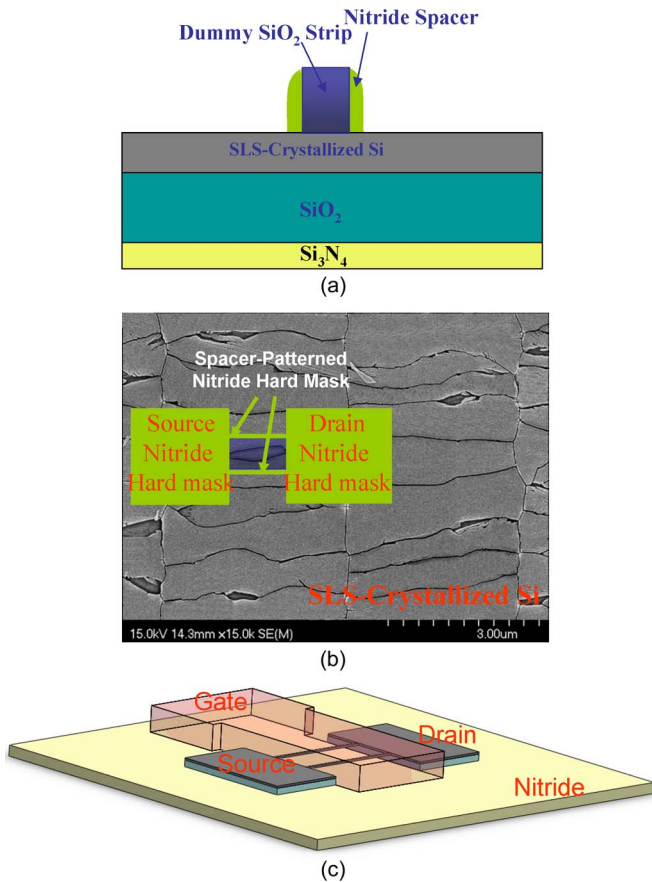 Dummy SiO₂ Strip
Nitride Spacer
SLS-Crystallized Si
SiO₂
Si₃N₄
(a)
Spacer-Patterned
Nitride Hard Mask
Source
Nitride
Hard mask
Drain
Nitride
Hard mask
SLS-Crystallized Si
15.0kV 14.3mm x15.0k SE(M)
3.00um
(b)
Gate
Source
Drain
Nitride
(c)